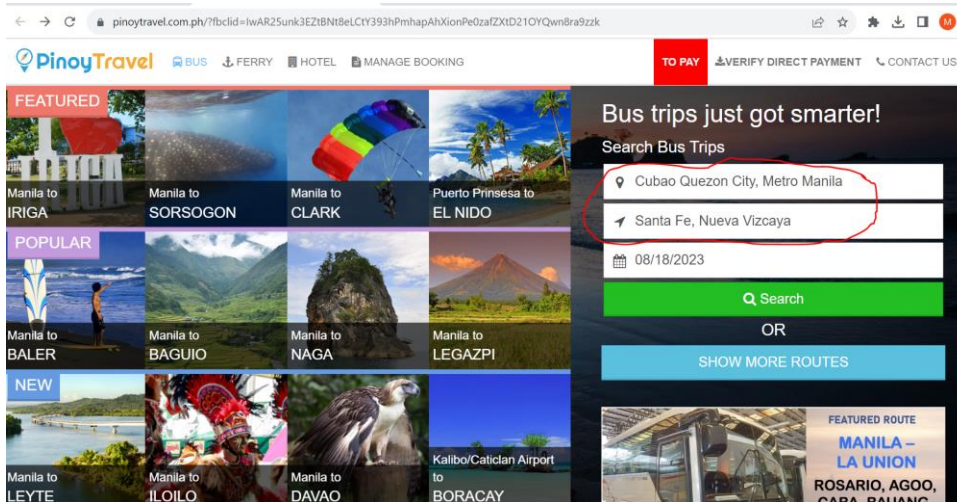 pinoytravel.com.ph/?fbclid=IwAR25unk3EZtBNt8eLCtY393hPmhapAhXionPe0zafZXtD21OYQwn8ra9zzk
M
PinoyTravel BUS FERRY HOTEL MANAGE BOOKING TO PAY VERIFY DIRECT PAYMENT CONTACT US
FEATURED
Manila to
IRIGA
Manila to
SORSOGON
Manila to
CLARK
Puerto Prinsesa to
EL NIDO
POPULAR
Manila to
BALER
Manila to
BAGUIO
Manila to
NAGA
Manila to
LEGAZPI
NEW
Manila to
LEYTE
Manila to
ILOILO
Manila to
DAVAO
Kalibo/Caticlan Airport
to
BORACAY
Bus trips just got smarter!
Search Bus Trips
Cubao Quezon City, Metro Manila
Santa Fe, Nueva Vizcaya
08/18/2023
Search
OR
SHOW MORE ROUTES
FEATURED ROUTE
MANILA –
LA UNION
ROSARIO, AGOO,
CABA, BAUANG,